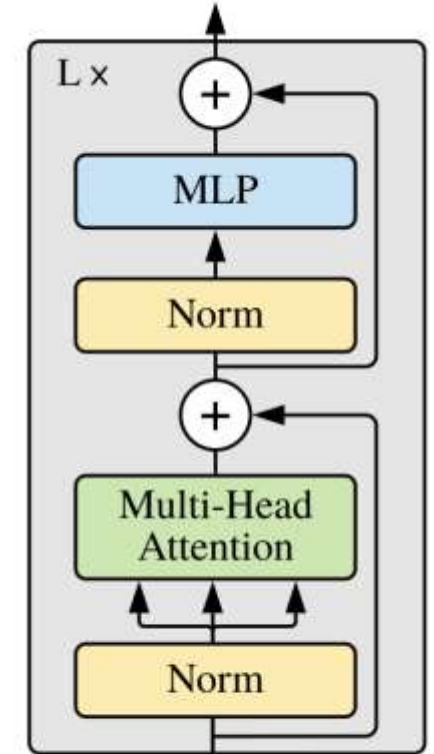 L ×
+
MLP
Norm
+
Multi-Head
Attention
Norm